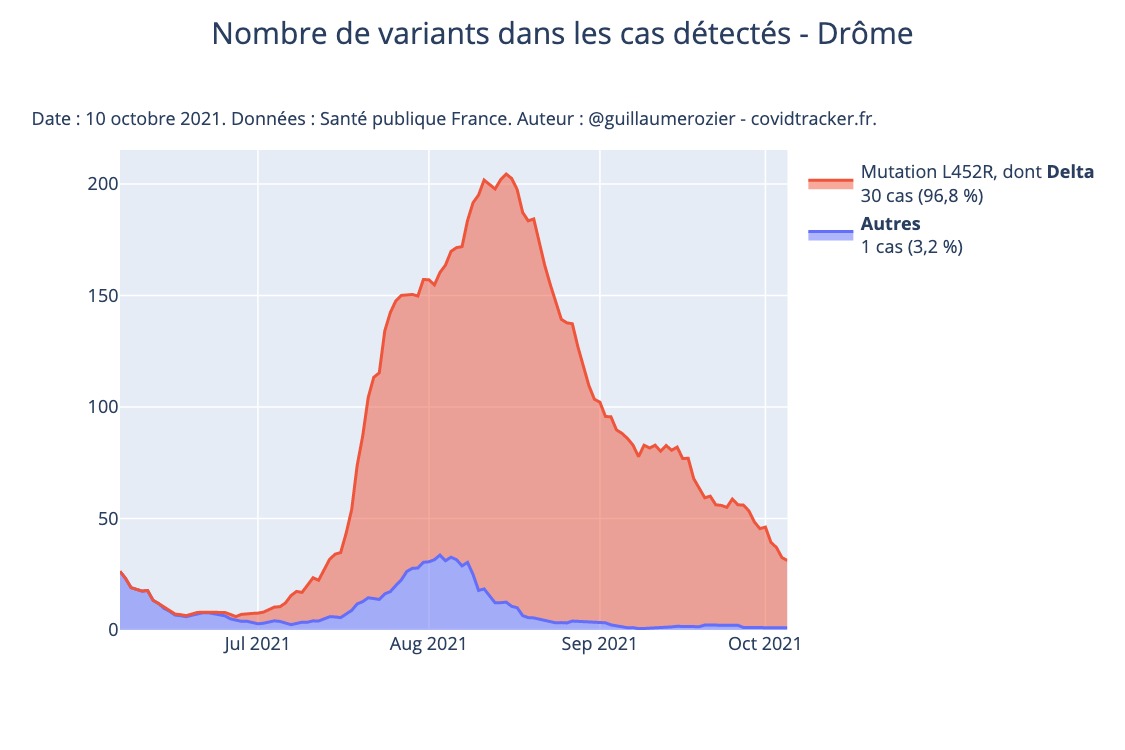 Nombre de variants dans les cas détectés - Drôme
Date : 10 octobre 2021. Données : Santé publique France. Auteur : @guillaumerozier - covidtracker.fr.
Mutation L452R, dont Delta
30 cas (96,8 %)
Autres
1 cas (3,2 %)
200
150
100
50
0
Jul 2021
Aug 2021
Sep 2021
Oct 2021